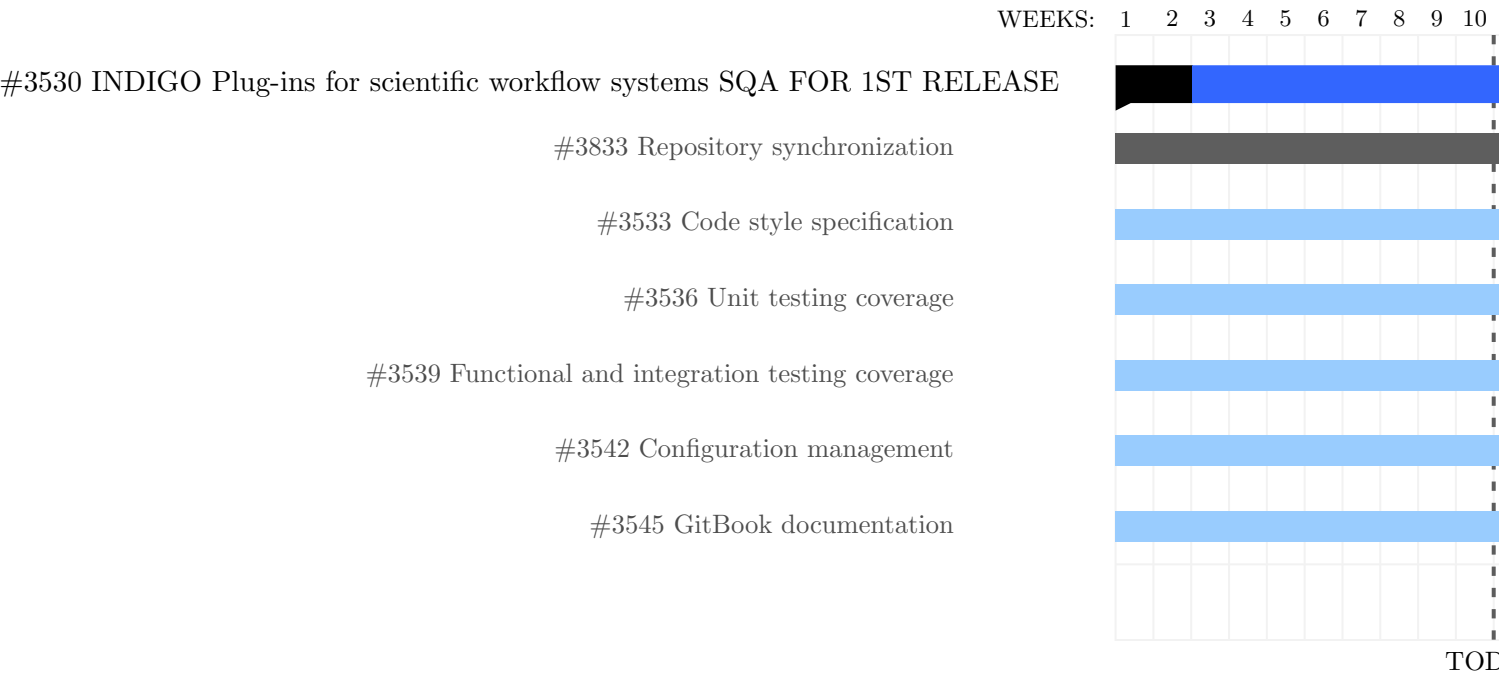 WEEKS: 1 2 3 4 5 6 7 8 9 10
#3530 INDIGO Plug-ins for scientific workflow systems SQA FOR 1ST RELEASE
#3833 Repository synchronization
#3533 Code style specification
#3536 Unit testing coverage
#3539 Functional and integration testing coverage
#3542 Configuration management
#3545 GitBook documentation
TOD